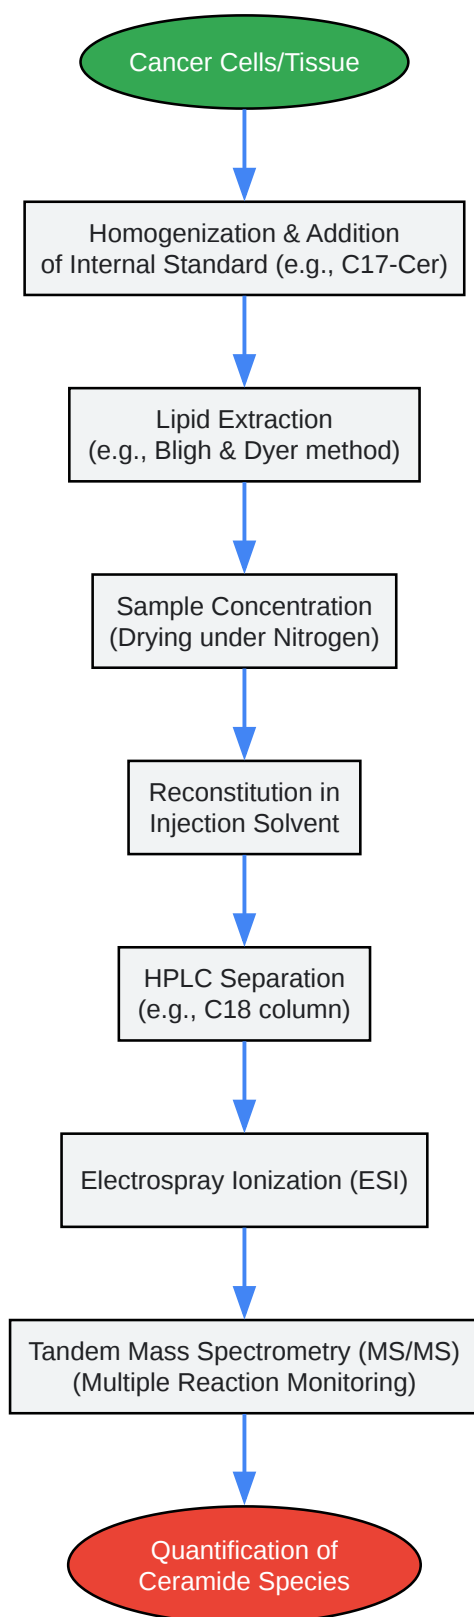 Cancer Cells/Tissue
Homogenization & Addition
of Internal Standard (e.g., C17-Cer)
Lipid Extraction
(e.g., Bligh & Dyer method)
Sample Concentration
(Drying under Nitrogen)
Reconstitution in
Injection Solvent
HPLC Separation
(e.g., C18 column)
Electrospray Ionization (ESI)
Tandem Mass Spectrometry (MS/MS)
(Multiple Reaction Monitoring)
Quantification of
Ceramide Species